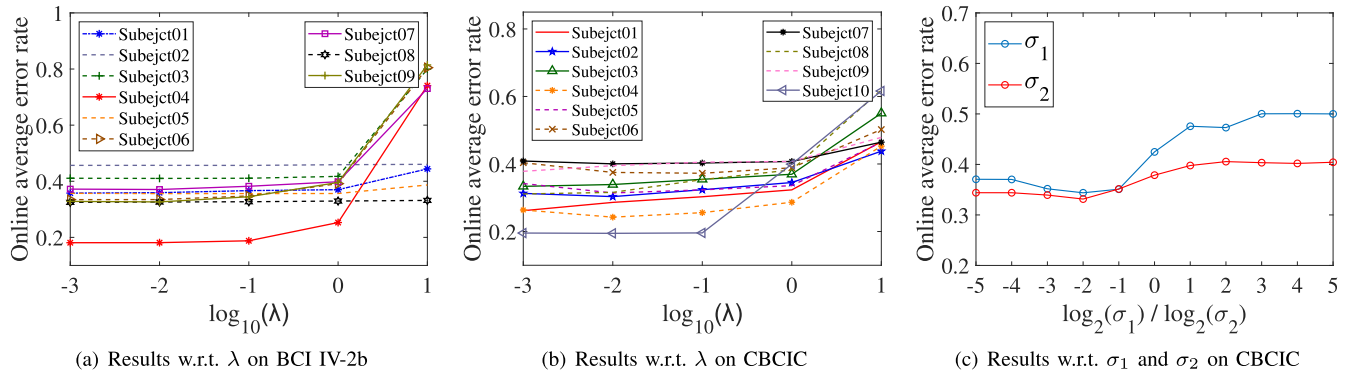 Online average error rate
1
0.8
0.6
0.4
0.2
Subejct01
Subejct02
Subejct03
Subejct04
Subejct05
Subejct06
Subejct07
Subejct08
Subejct09
-3 -2 -1 0 1
log10(λ)
(a) Results w.r.t. λ on BCI IV-2b
Online average error rate
0.8
0.6
0.4
0.2
Subejct01
Subejct02
Subejct03
Subejct04
Subejct05
Subejct06
Subejct07
Subejct08
Subejct09
Subejct10
-3 -2 -1 0 1
log10(λ)
(b) Results w.r.t. λ on CBCIC
Online average error rate
0.7
0.6
0.5
0.4
0.3
0.2
σ1
σ2
-5 -4 -3 -2 -1 0 1 2 3 4 5
log2(σ1) / log2(σ2)
(c) Results w.r.t. σ1 and σ2 on CBCIC